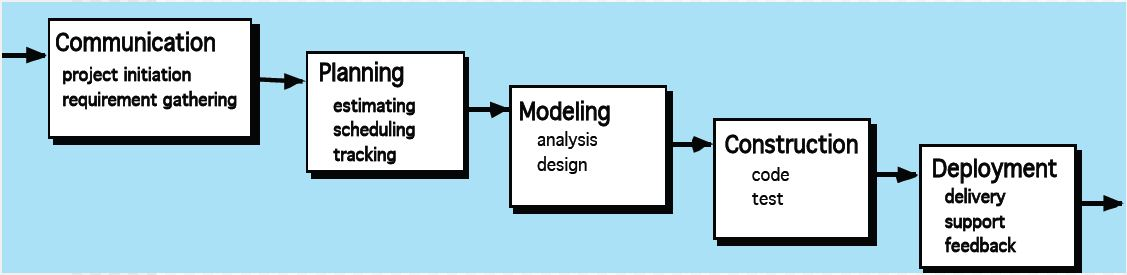 Communication
project initiation
requirement gathering
Planning
estimating
scheduling
tracking
Modeling
analysis
design
Construction
code
test
Deployment
delivery
support
feedback